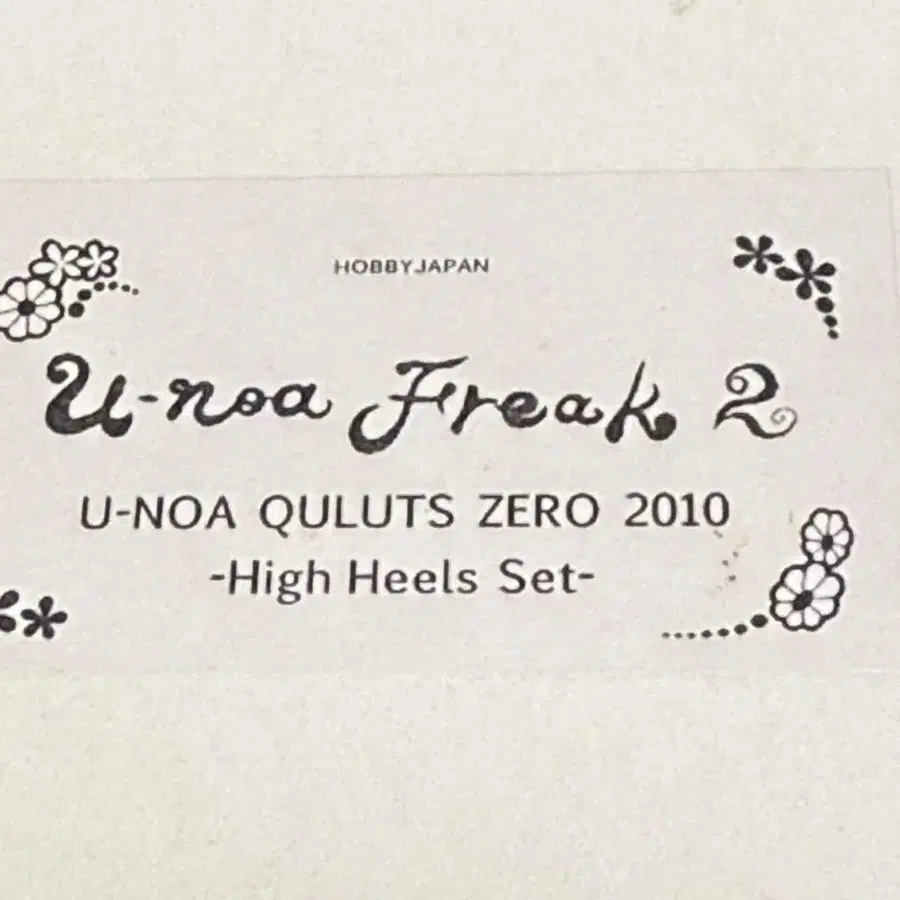 HOBBYJAPAN
U-noa Freak 2
U-NOA QULUTS ZERO 2010
-High Heels Set-